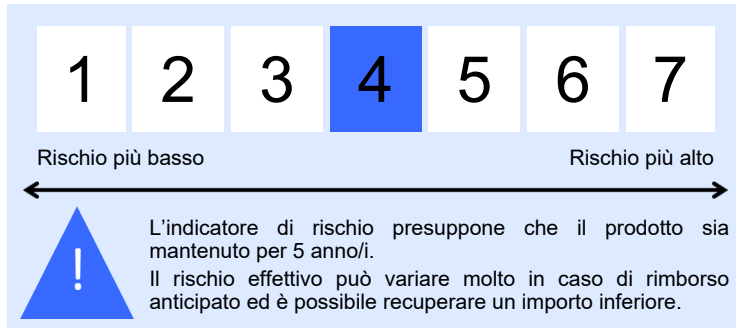 1 2 3 4 5 6 7
Rischio più basso Rischio più alto
L'indicatore di rischio presuppone che il prodotto sia
mantenuto per 5 anno/i.
Il rischio effettivo può variare molto in caso di rimborso
anticipato ed è possibile recuperare un importo inferiore.
!